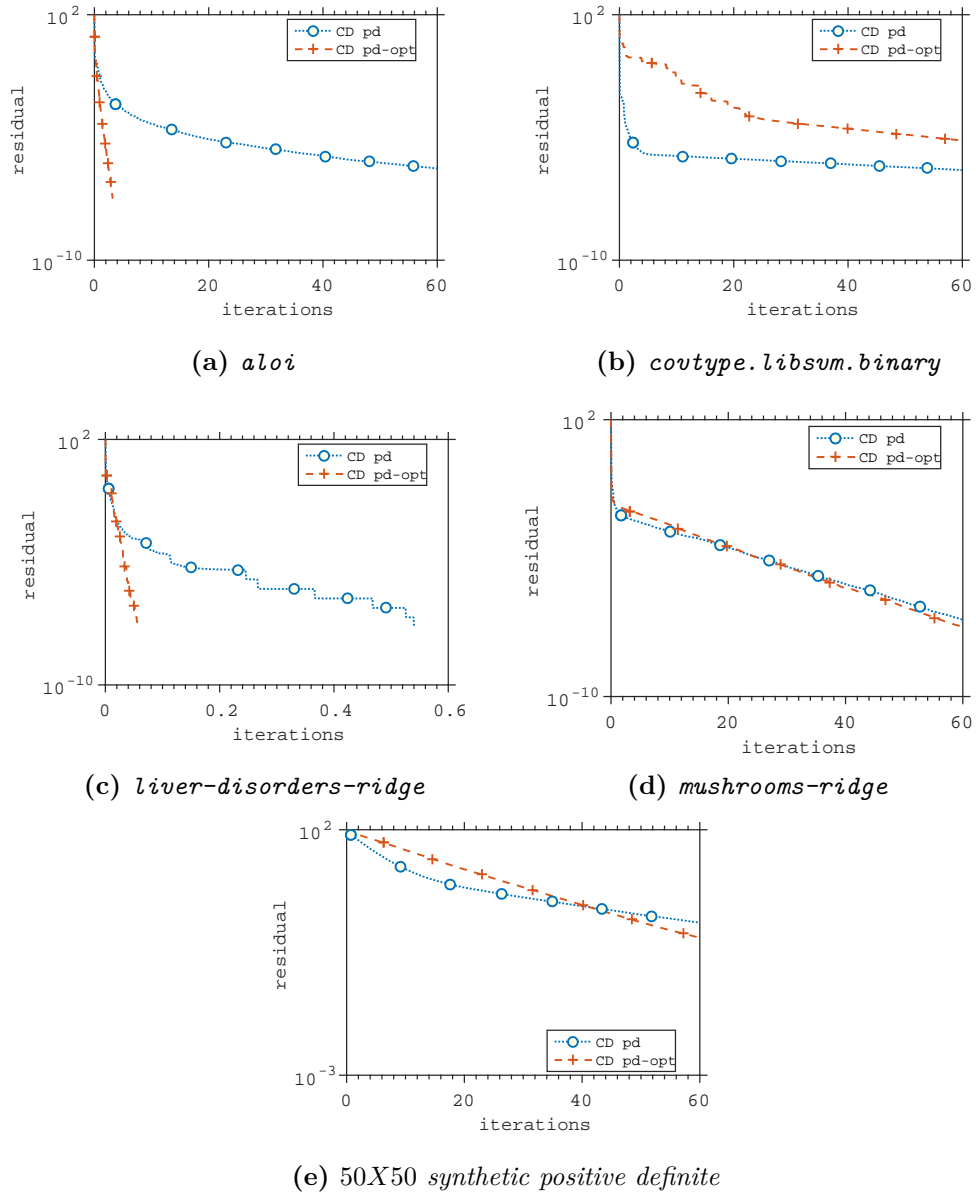 10^2
CD pd
CD pd-opt
residual
10^-10
0 20 40 60
iterations
(a) aloi
10^2
CD pd
CD pd-opt
residual
10^-10
0 20 40 60
iterations
(b) covtype.libsvm.binary
10^2
CD pd
CD pd-opt
residual
10^-10
0 0.2 0.4 0.6
iterations
(c) liver-disorders-ridge
10^2
CD pd
CD pd-opt
residual
10^-10
0 20 40 60
iterations
(d) mushrooms-ridge
10^2
residual
CD pd
CD pd-opt
10^-3
0 20 40 60
iterations
(e) 50X50 synthetic positive definite